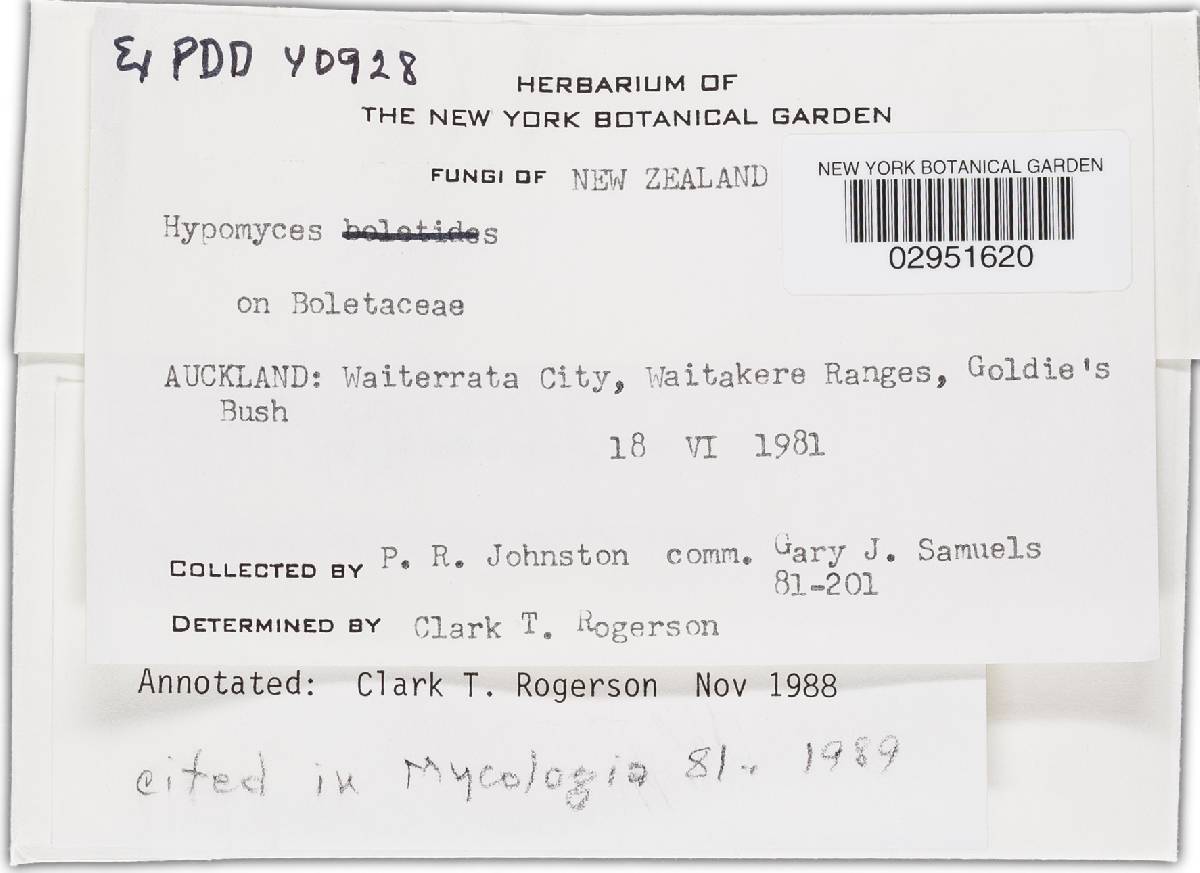 Ex PDD 40928
HERBARIUM OF
THE NEW YORK BOTANICAL GARDEN
FUNGI OF NEW ZEALAND
NEW YORK BOTANICAL GARDEN
02951620
Hypomyces boletides
on Boletaceae
AUCKLAND: Waiterrata City, Waitakere Ranges, Goldie's
Bush
18 VI 1981
COLLECTED BY P. R. Johnston comm. Gary J. Samuels
81-201
DETERMINED BY Clark T. Rogerson
Annotated: Clark T. Rogerson Nov 1988
cited in Mycologia 81, 1989